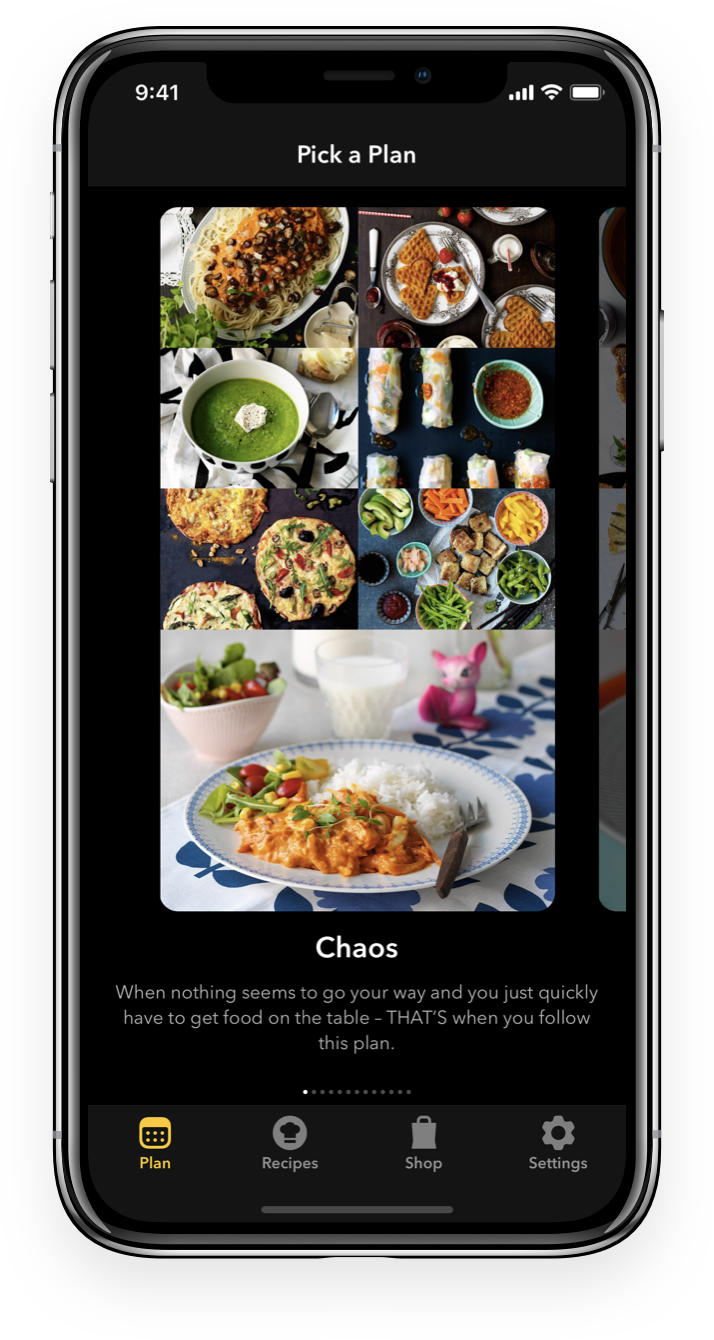 9:41
Pick a Plan
Chaos
When nothing seems to go your way and you just quickly
have to get food on the table – THAT’S when you follow
this plan.
Plan
Recipes
Shop
Settings